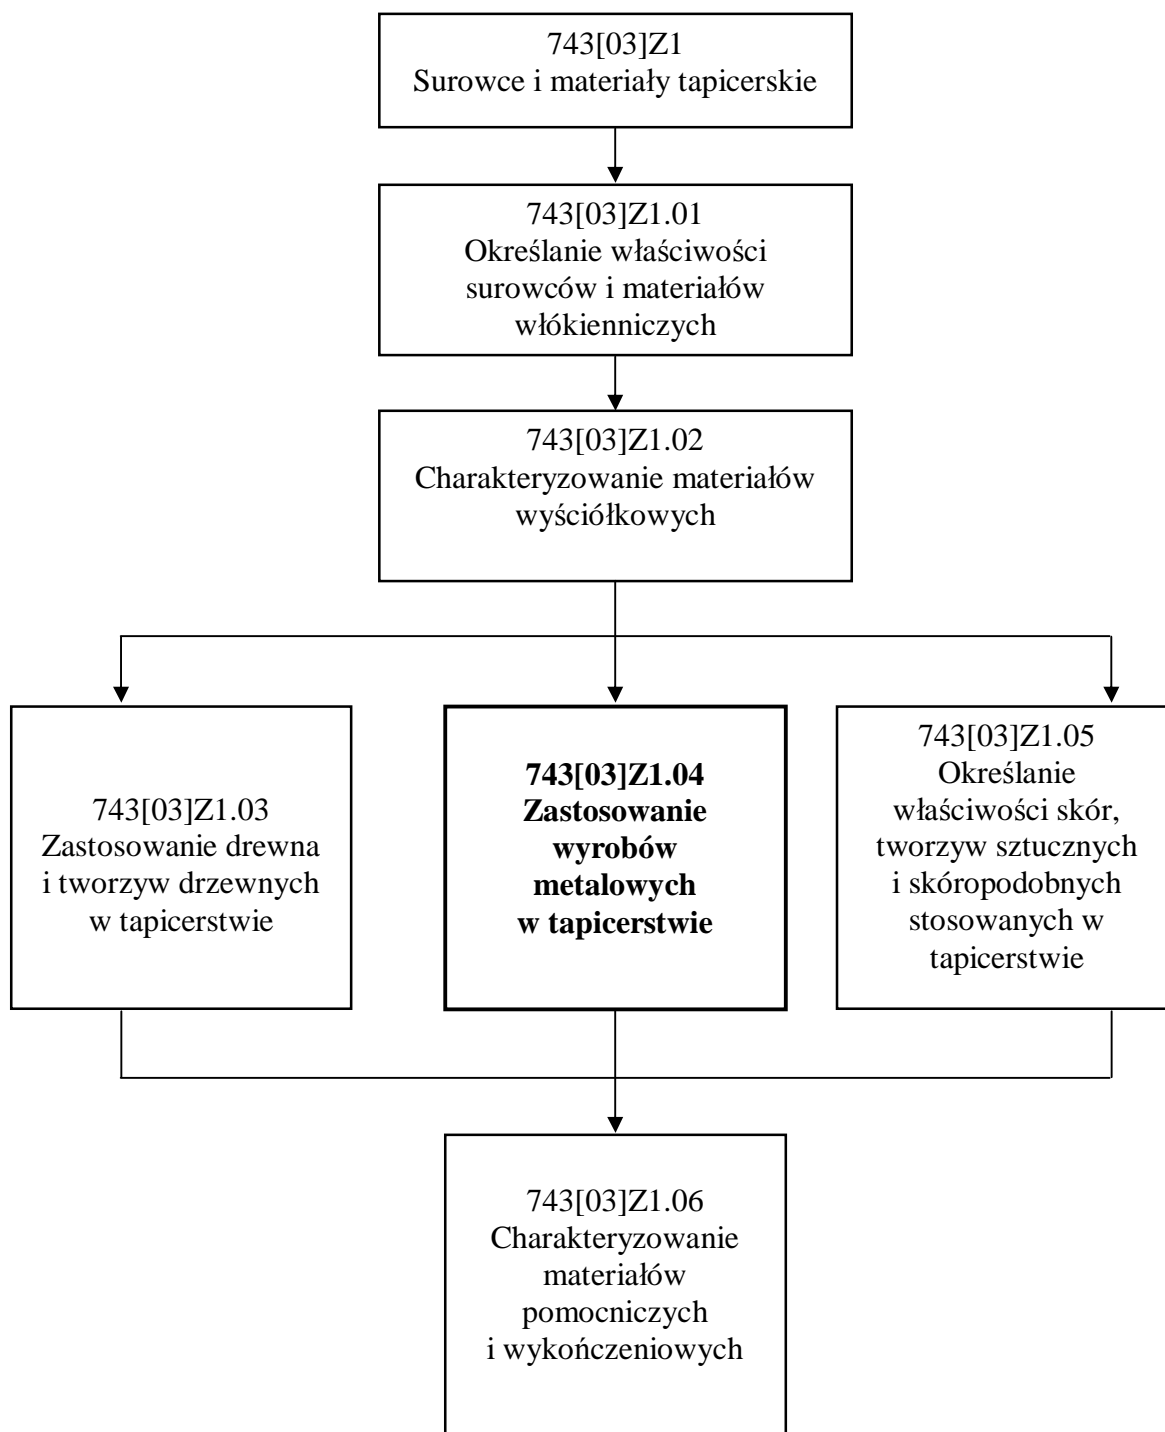 743[03]Z1
Surowce i materiały tapicerskie
743[03]Z1.01
Określanie właściwości
surowców i materiałów
włókienniczych
743[03]Z1.02
Charakteryzowanie materiałów
wyściółkowych
743[03]Z1.03
Zastosowanie drewna
i tworzyw drzewnych
w tapicerstwie
743[03]Z1.04
Zastosowanie
wyrobów
metalowych
w tapicerstwie
743[03]Z1.05
Określanie
właściwości skór,
tworzyw sztucznych
i skóropodobnych
stosowanych w
tapicerstwie
743[03]Z1.06
Charakteryzowanie
materiałów
pomocniczych
i wykończeniowych